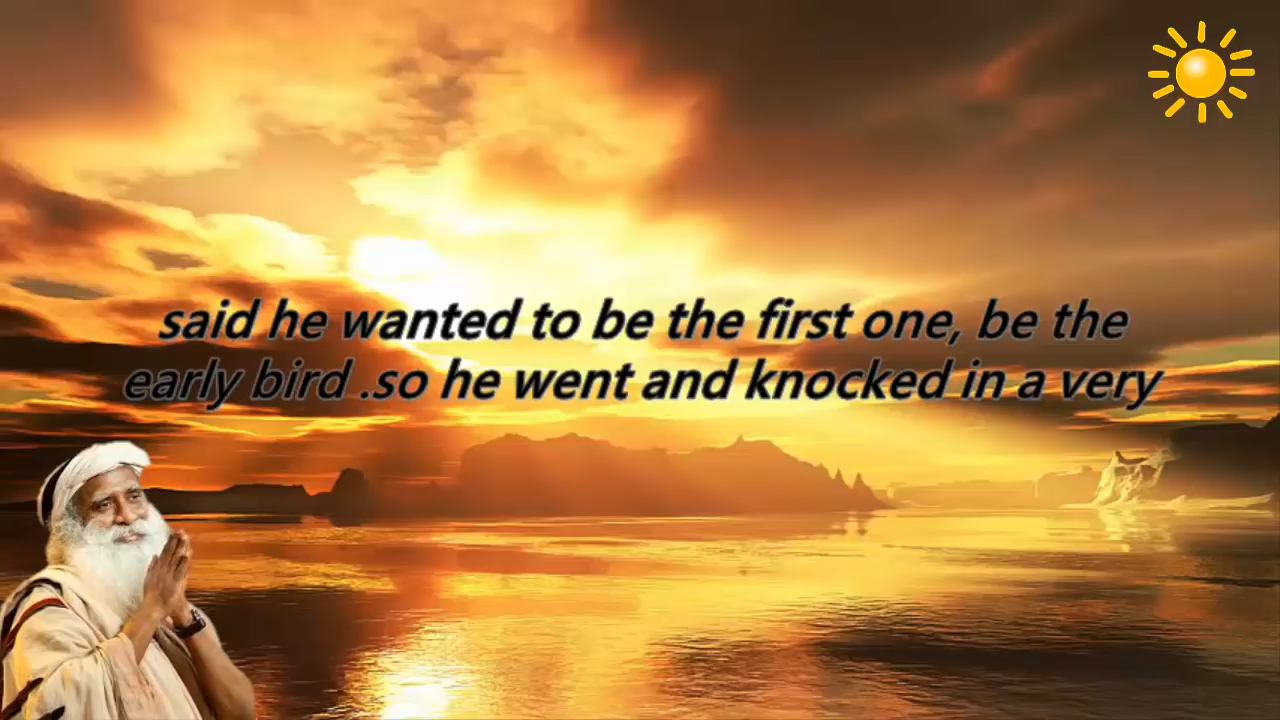 said he wanted to be the first one, be the
early bird .so he went and knocked in a very